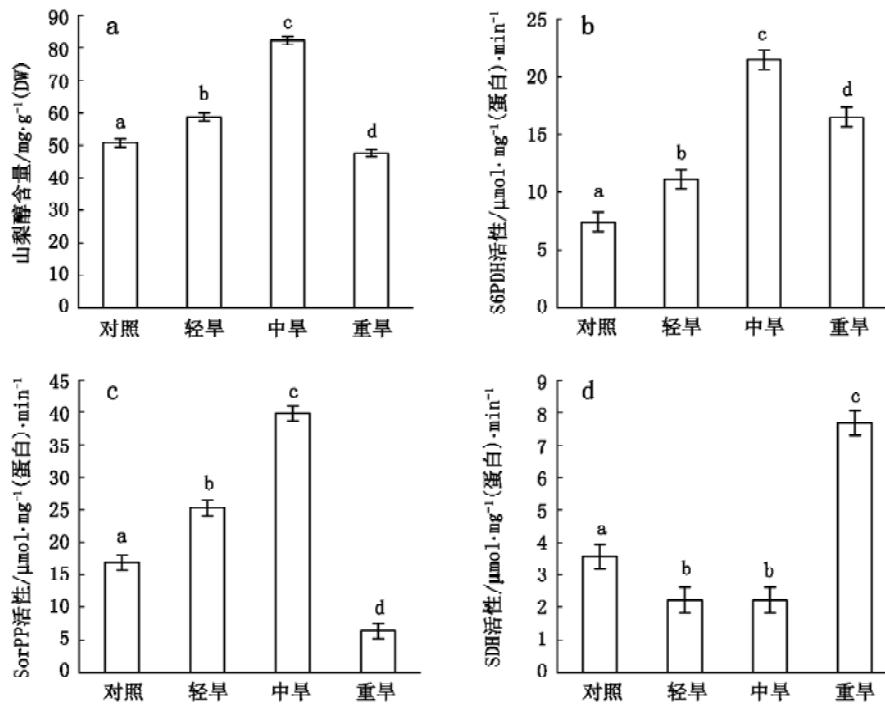 山梨醇含量/mg·g⁻¹(DW)
90
80
70
60
50
40
30
20
10
0
a
a
b
c
d
对照 轻旱 中旱 重旱
S6PDH活性/μmol·mg⁻¹(蛋白)·min⁻¹
25
20
15
10
5
0
b
a
b
c
d
对照 轻旱 中旱 重旱
SorPP活性/μmol·mg⁻¹(蛋白)·min⁻¹
45
40
35
30
25
20
15
10
5
0
c
a
b
c
d
对照 轻旱 中旱 重旱
SDH活性/μmol·mg⁻¹(蛋白)·min⁻¹
9
8
7
6
5
4
3
2
1
0
d
a
b
b
c
对照 轻旱 中旱 重旱